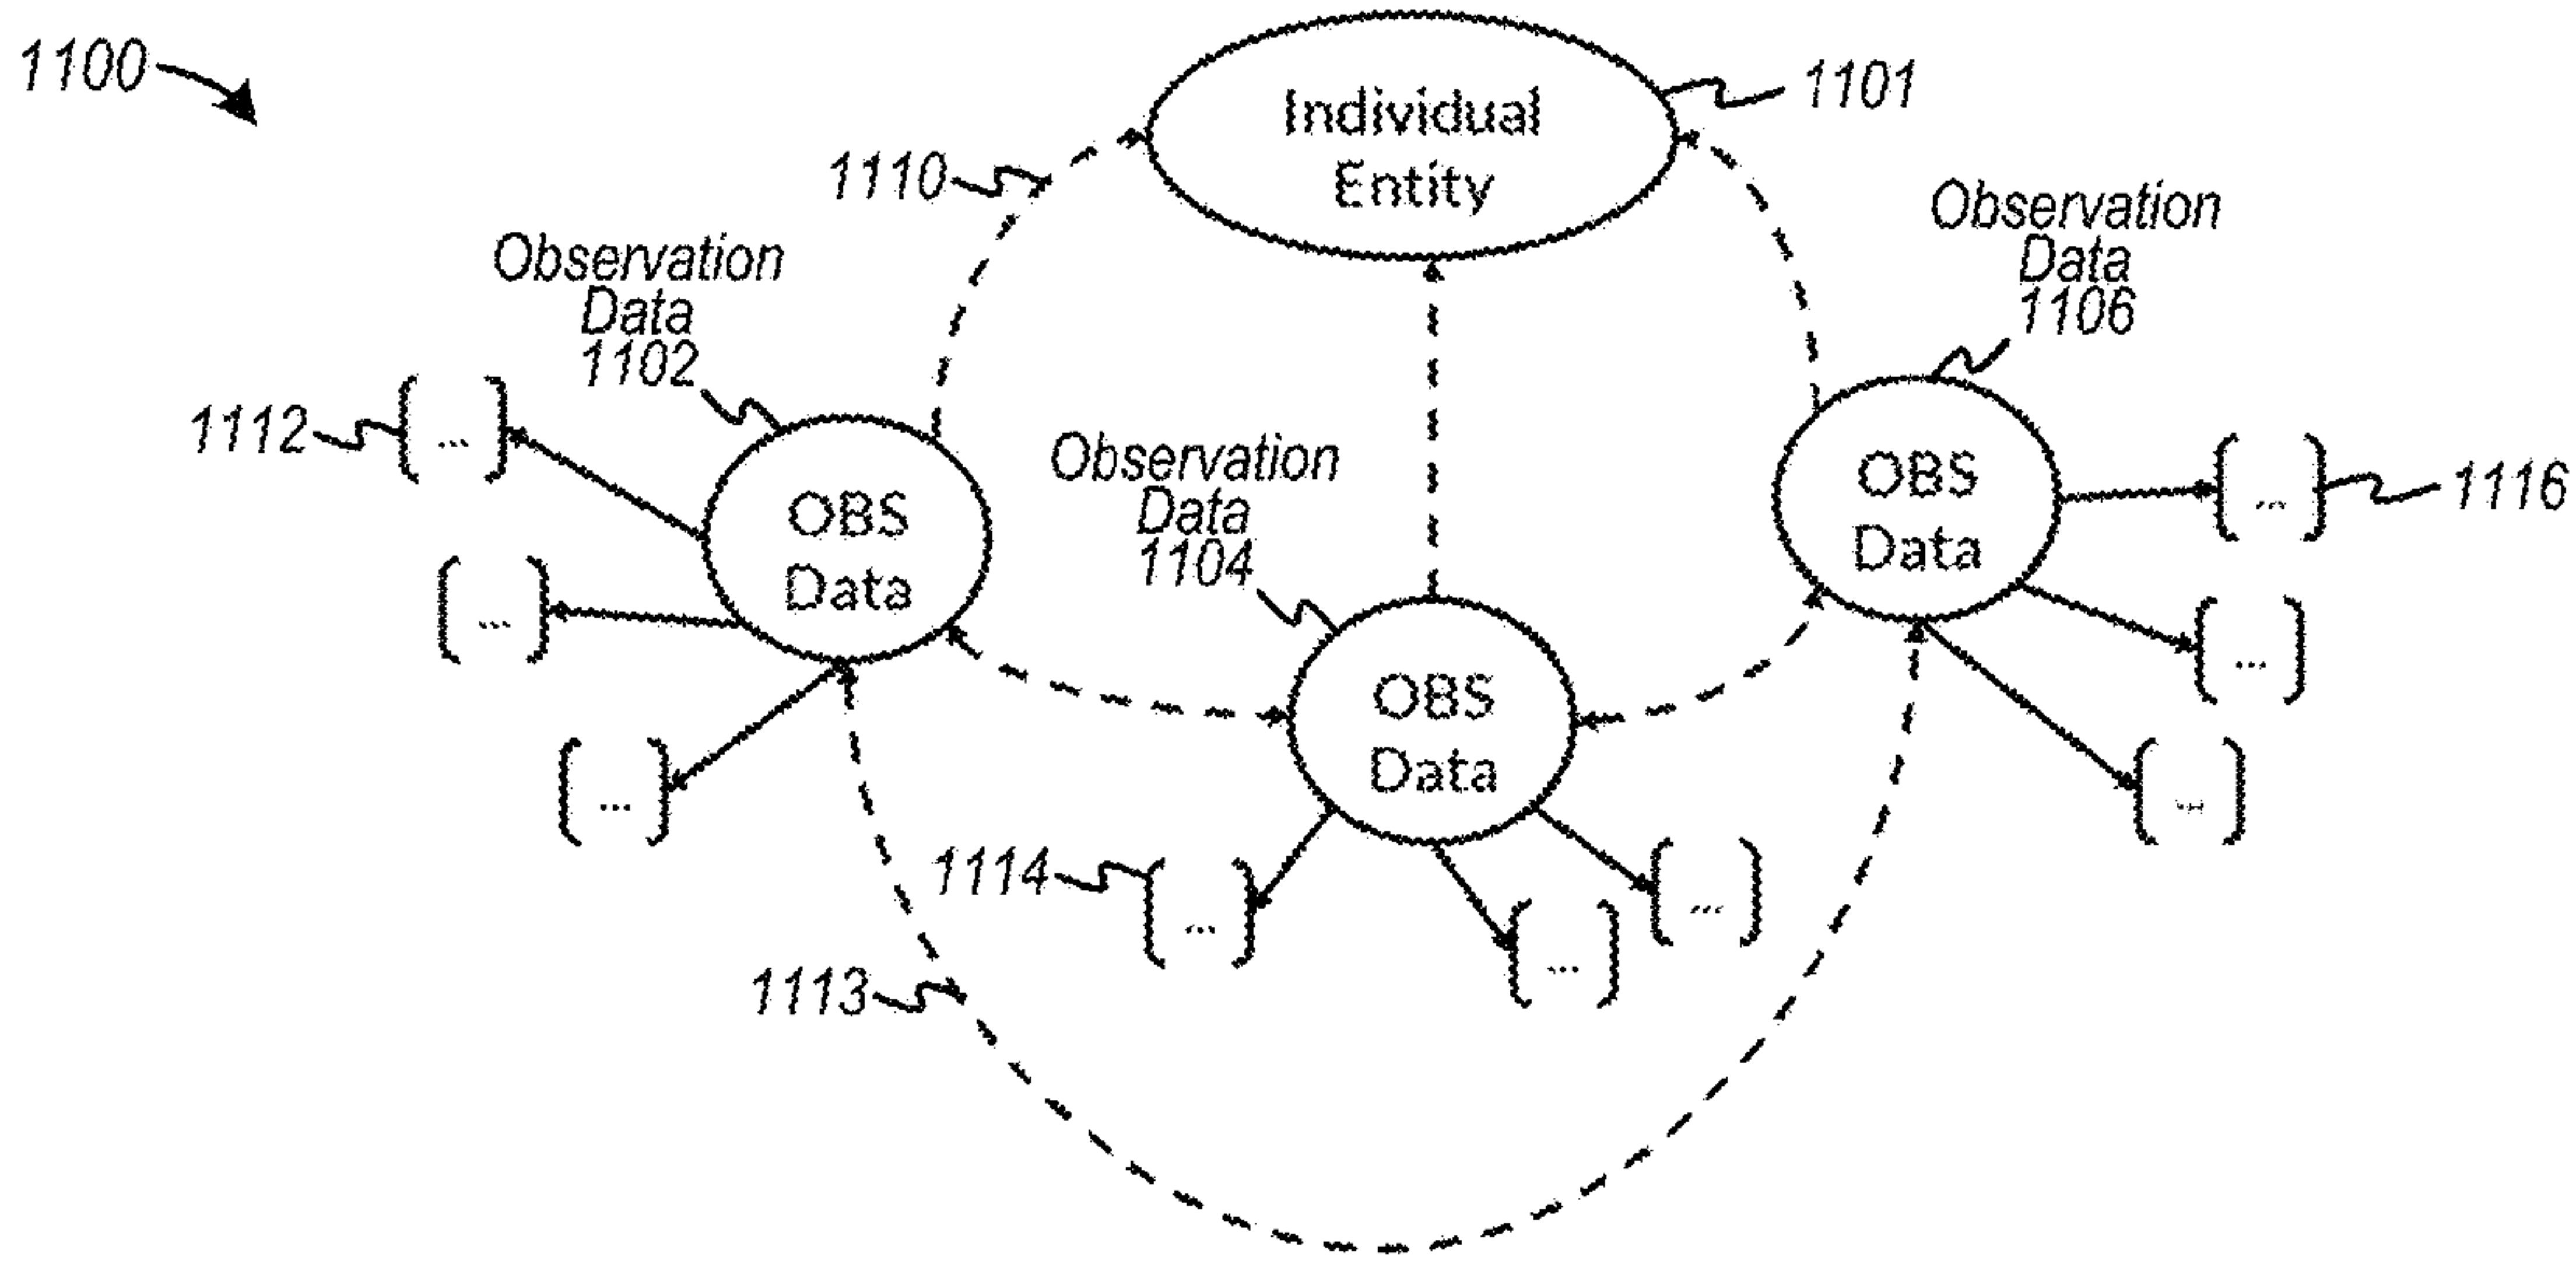 1100
1101
Individual
Entity
1110
Observation
Data
1106
Observation
Data
1102
1112
[...]
OBS
Data
Observation
Data
1104
OBS
Data
[...]
1116
[...]
[...]
[...]
OBS
Data
[...]
[...]
1114
[...]
[...]
[...]
1113